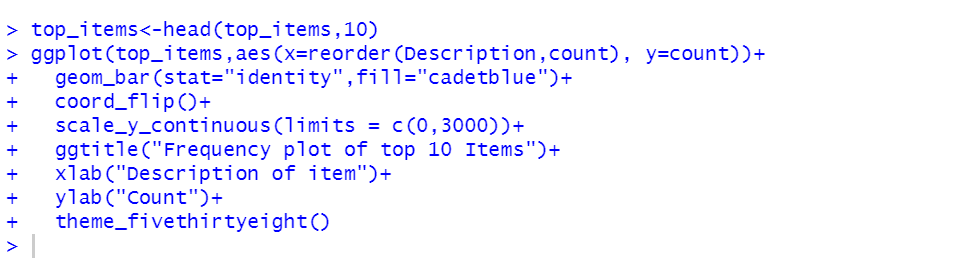 > top_items<-head(top_items,10)
> ggplot(top_items,aes(x=reorder(Description,count), y=count))+
+   geom_bar(stat="identity",fill="cadetblue")+
+   coord_flip()+
+   scale_y_continuous(limits = c(0,3000))+
+   ggtitle("Frequency plot of top 10 Items")+
+   xlab("Description of item")+
+   ylab("Count")+
+   theme_fivethirtyeight()
>